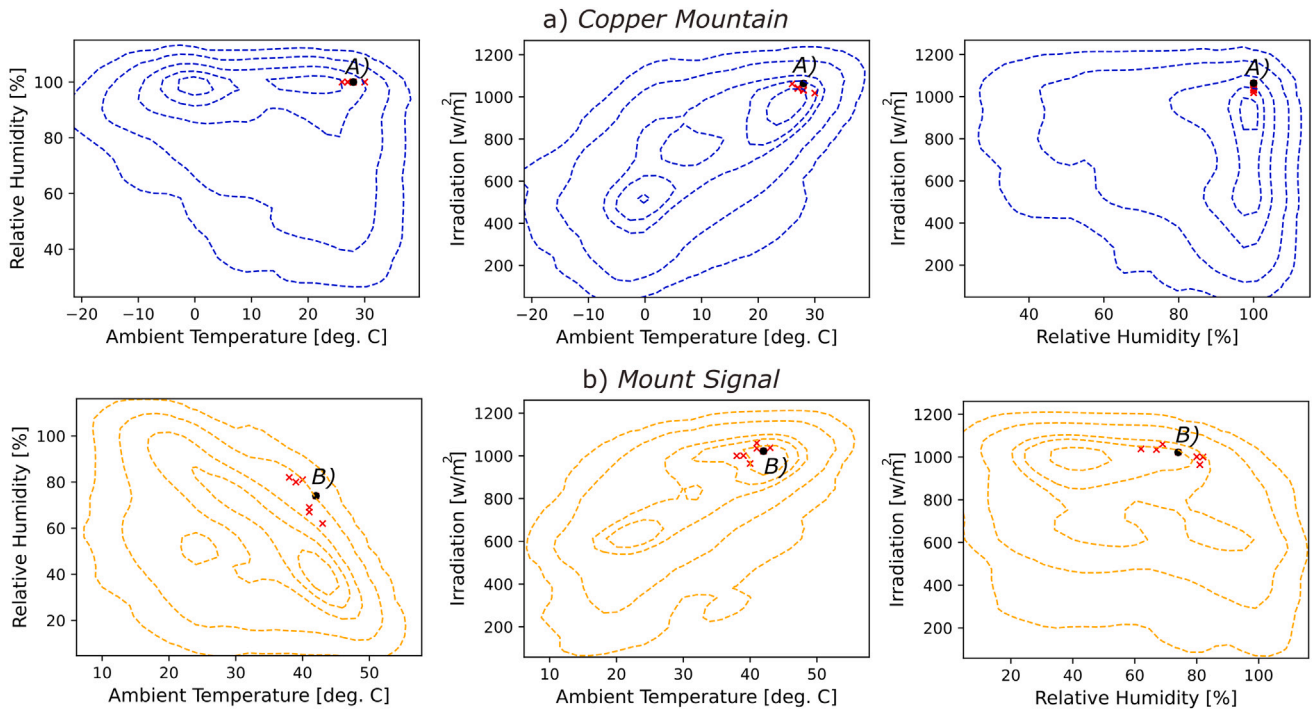 a) Copper Mountain
Relative Humidity [%]
100
80
60
40
A)
−20 −10 0 10 20 30
Ambient Temperature [deg. C]
Irradiation [w/m²]
1200
1000
800
600
400
200
A)
−20 −10 0 10 20 30
Ambient Temperature [deg. C]
Irradiation [w/m²]
1200
1000
800
600
400
200
A)
40 60 80 100
Relative Humidity [%]
b) Mount Signal
Relative Humidity [%]
100
80
60
40
20
B)
10 20 30 40 50
Ambient Temperature [deg. C]
Irradiation [w/m²]
1200
1000
800
600
400
200
B)
10 20 30 40 50
Ambient Temperature [deg. C]
Irradiation [w/m²]
1200
1000
800
600
400
200
B)
20 40 60 80 100
Relative Humidity [%]